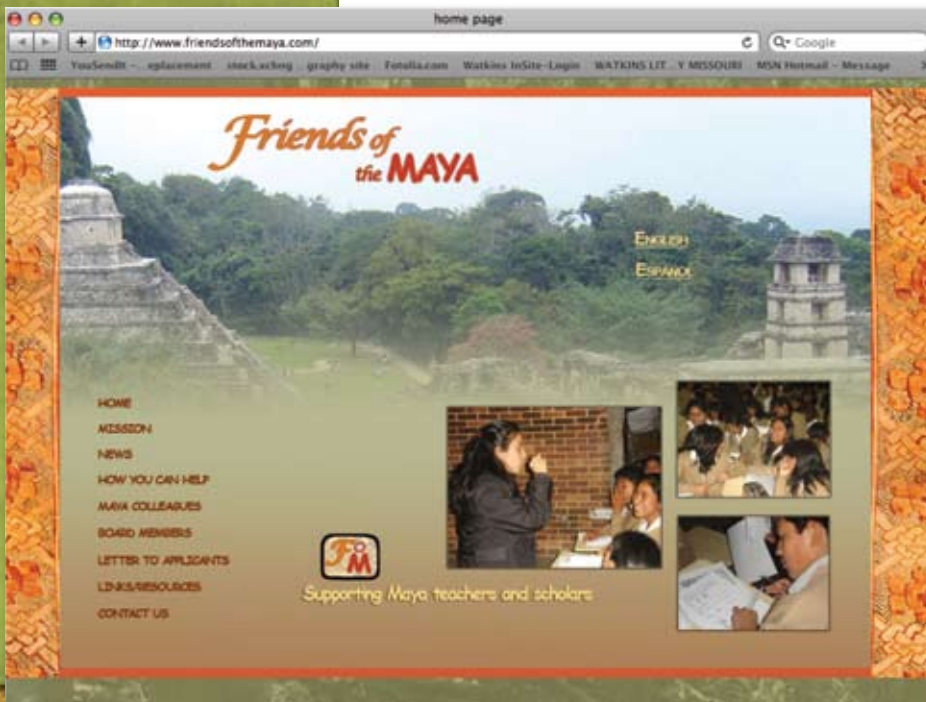 home page
http://www.friendsofthemaya.com/
Google
YouSendIt - ...eplacement stock.xchng ...graphy site Fotolia.com Watkins InSite-Login WATKINS LIT...Y MISSOURI MSN Hotmail - Message
Friends of
the MAYA
ENGLISH
ESPAÑOL
HOME
MISSION
NEWS
HOW YOU CAN HELP
MAYA COLLEAGUES
BOARD MEMBERS
LETTER TO APPLICANTS
LINKS/RESOURCES
CONTACT US
FOM
Supporting Maya teachers and scholars